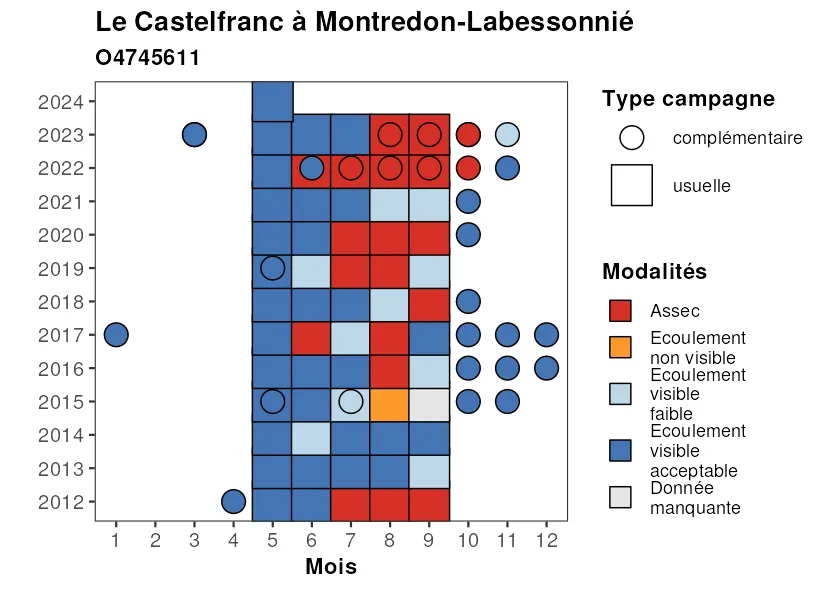 Le Castelfranc à Montredon-Labessonnié
O4745611
2024
2023
2022
2021
2020
2019
2018
2017
2016
2015
2014
2013
2012
1 2 3 4 5 6 7 8 9 10 11 12
Mois
Type campagne
complémentaire
usuelle
Modalités
Assec
Ecoulement
non visible
Ecoulement
visible
faible
Ecoulement
visible
acceptable
Donnée
manquante